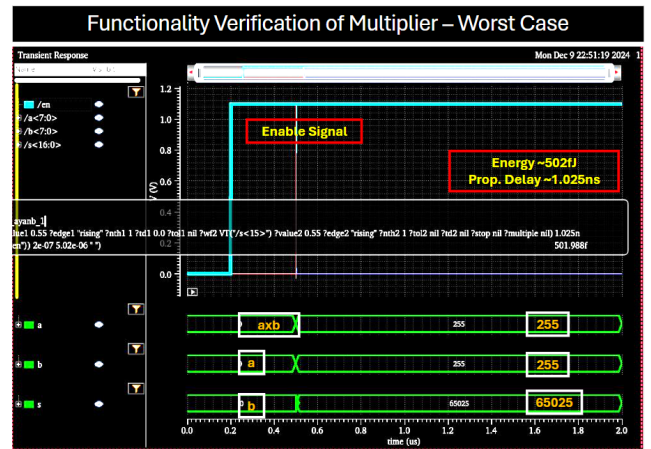 Functionality Verification of Multiplier – Worst Case
Transient Response
Mon Dec 9 22:51:19 2024 1
/en
/a<7:0>
/b<7:0>
/s<16:0>
1.2
1.0
0.8
0.6
0.4
0.2
0.0
V (V)
Enable Signal
Energy ~502fJ
Prop. Delay ~1.025ns
ayanb_1
lue1 0.55 ?edge1 "rising" ?nth1 1 ?td1 0.0 ?tol1 nil ?wf2 VT("/s<15>") ?value2 0.55 ?edge2 "rising" ?nth2 1 ?tol2 nil ?td2 nil ?stop nil ?multiple nil) 1.025n
en")) 2e-07 5.02e-06 " ") 501.988f
a axb 255 255
b a 255 255
s b 65025 65025
0.0 0.2 0.4 0.6 0.8 1.0 1.2 1.4 1.6 1.8 2.0
time (us)